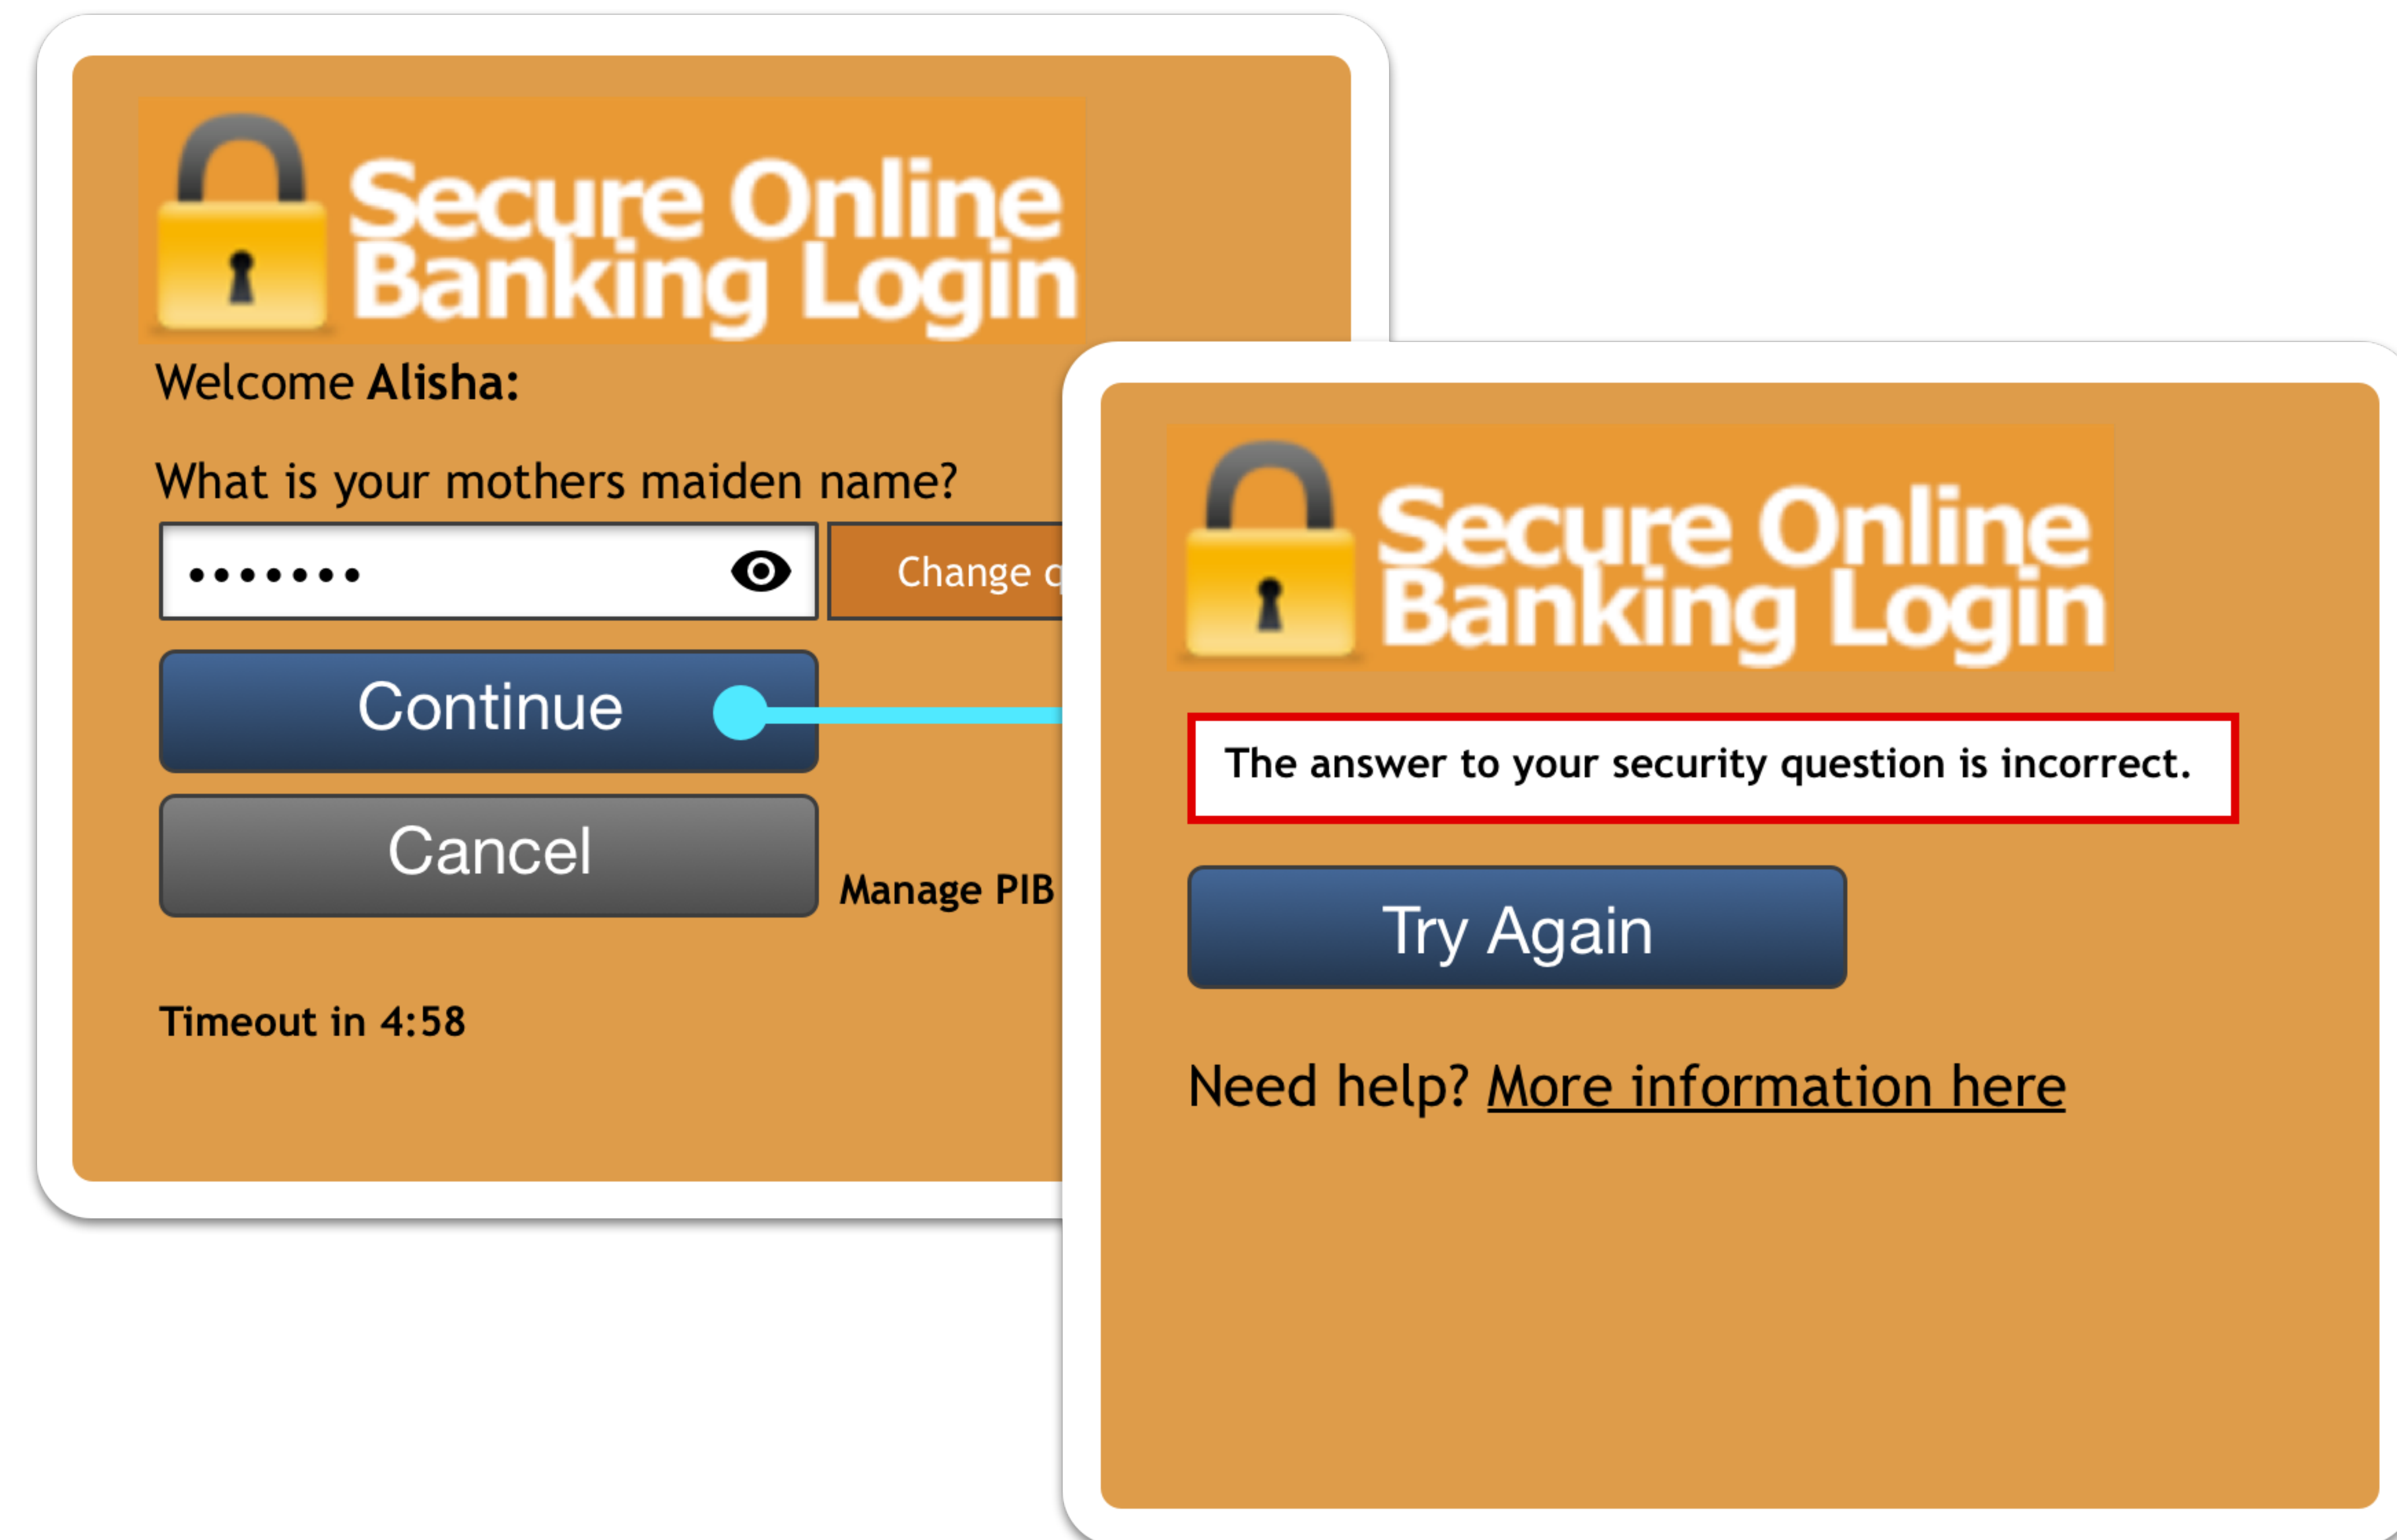 Secure Online
Banking Login
Welcome Alisha:
What is your mothers maiden name?
•••••••
Change
Continue
Cancel
Manage PIB
Timeout in 4:58
Secure Online
Banking Login
The answer to your security question is incorrect.
Try Again
Need help? More information here